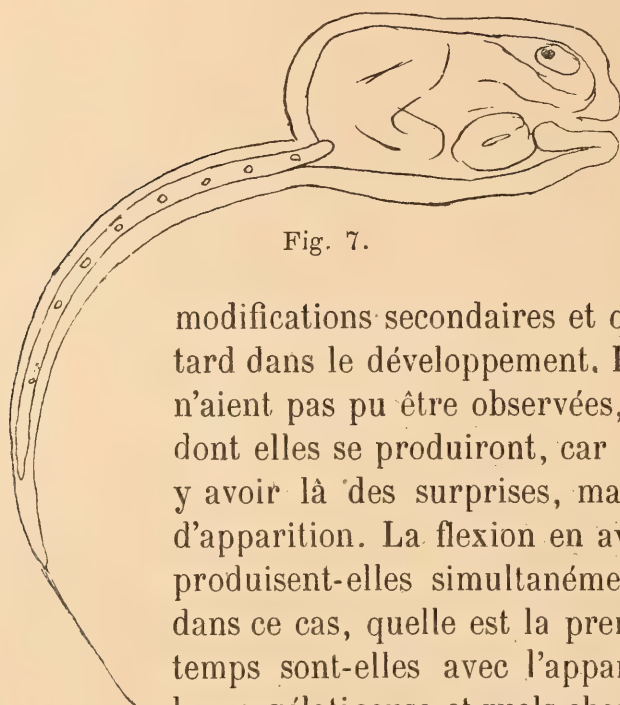 Fig. 7.
modifications secondaires et
tard dans le développement.
n'aient pas pu être observées,
dont elles se produiront, car
y avoir là des surprises, ma
d'apparition. La flexion en av
produisent-elles simultanéme
dans ce cas, quelle est la prem
temps sont-elles avec l'appar